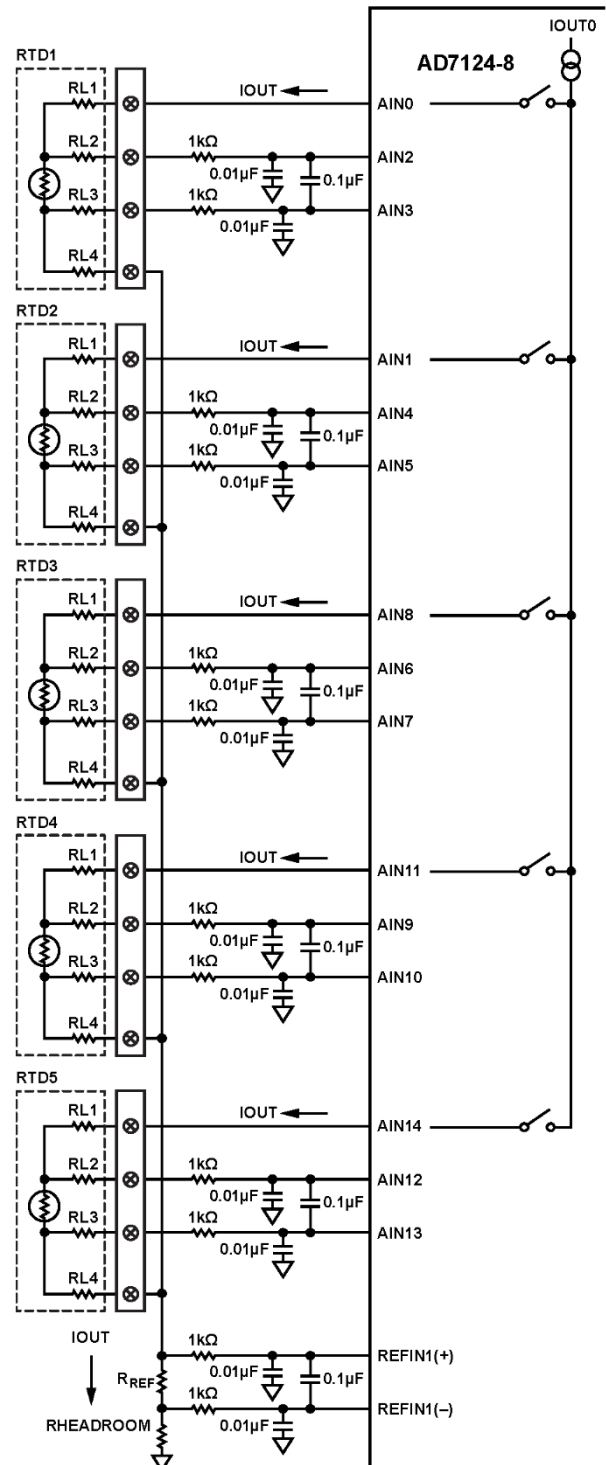 IOUT0
AD7124-8
RTD1
RL1
IOUT
AIN0
RL2
1kΩ
0.01µF
0.1µF
AIN2
RL3
1kΩ
0.01µF
AIN3
RL4
RTD2
RL1
IOUT
AIN1
RL2
1kΩ
0.01µF
0.1µF
AIN4
RL3
1kΩ
0.01µF
AIN5
RL4
RTD3
RL1
IOUT
AIN8
RL2
1kΩ
0.01µF
0.1µF
AIN6
RL3
1kΩ
0.01µF
AIN7
RL4
RTD4
RL1
IOUT
AIN11
RL2
1kΩ
0.01µF
0.1µF
AIN9
RL3
1kΩ
0.01µF
AIN10
RL4
RTD5
RL1
IOUT
AIN14
RL2
1kΩ
0.01µF
0.1µF
AIN12
RL3
1kΩ
0.01µF
AIN13
RL4
IOUT
1kΩ
0.01µF
0.1µF
REFIN1(+)
RREF
1kΩ
0.01µF
REFIN1(–)
RHEADROOM